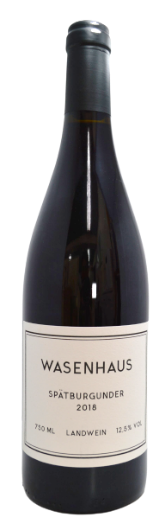 WASENHAUS
SPÄTBURGUNDER
2018
750 ML LANDWEIN 12,5% VOL